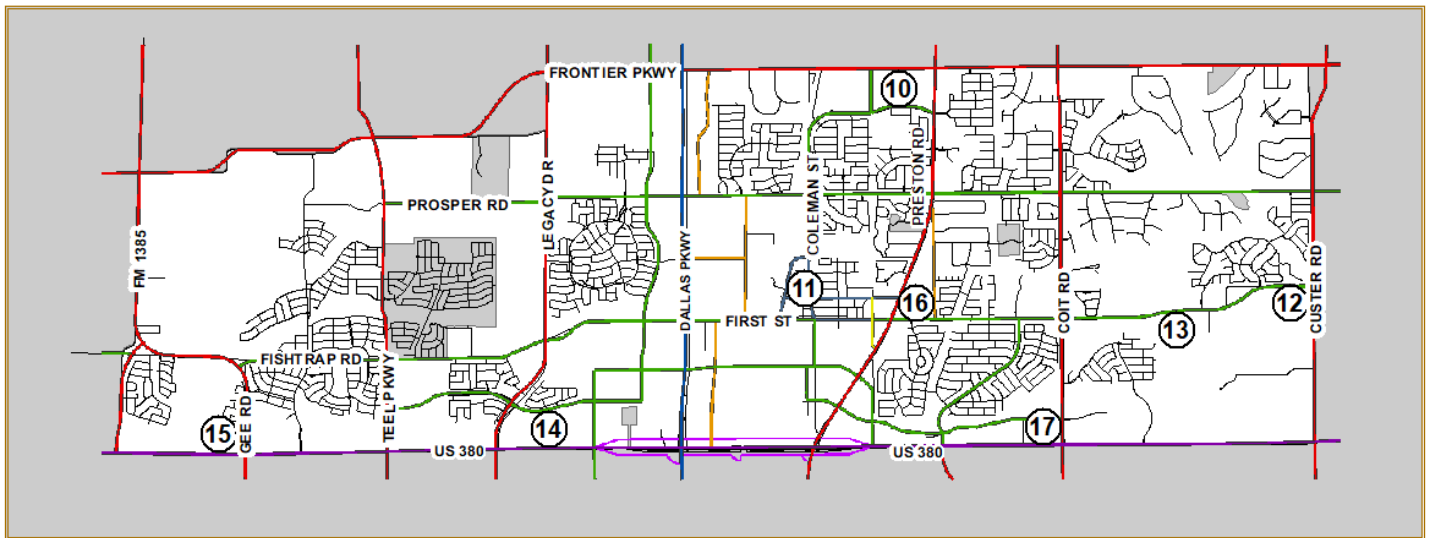 FRONTIER PKWY
10
LEGACY DR
COLEMAN ST
PRESTON RD
PROSPER RD
FM 1385
DALLAS PKWY
11
16
12
COIT RD
CUSTER RD
FIRST ST
13
FISHTRAP RD
TEEL PKWY
GEE RD
15
14
17
US 380
US 380